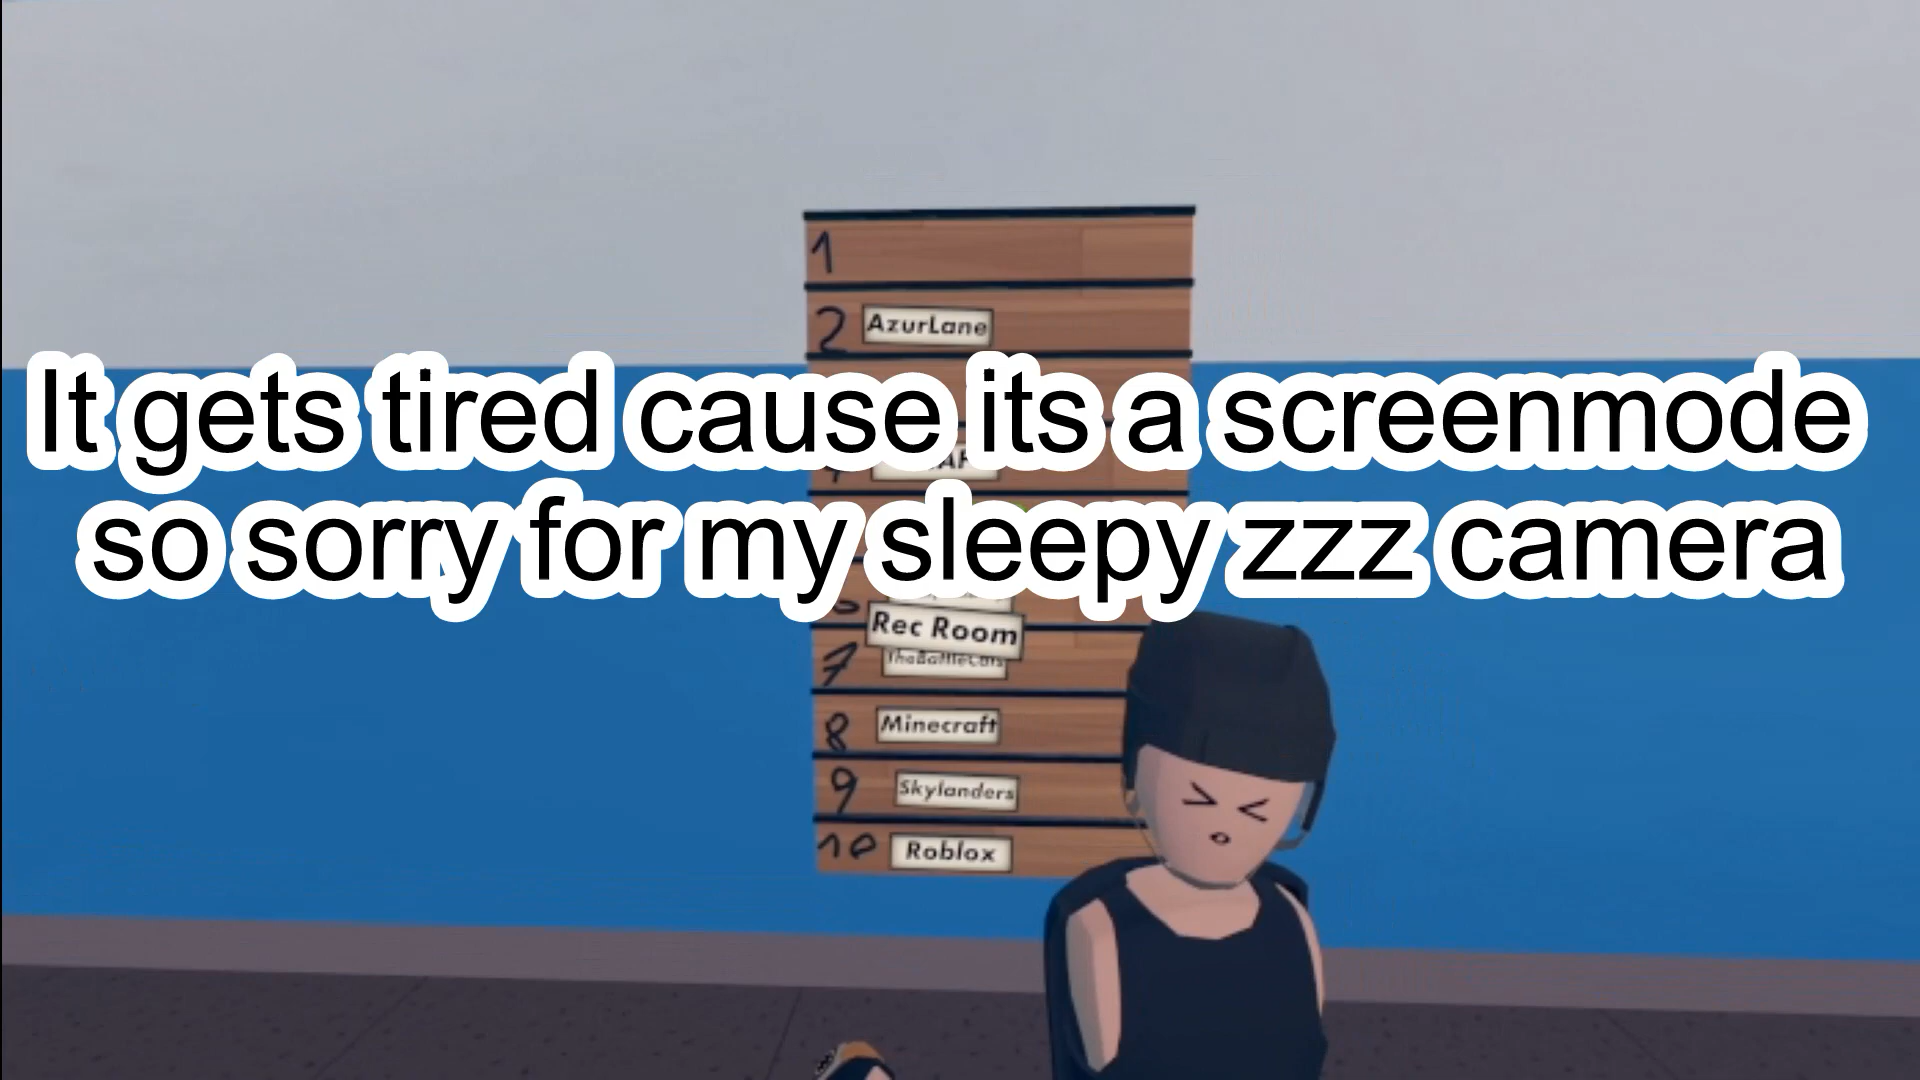 1
2 AzurLane
It gets tired cause its a screenmode
so sorry for my sleepy zzz camera
Rec Room
7 TheBattleCats
8 Minecraft
9 Skylanders
10 Roblox